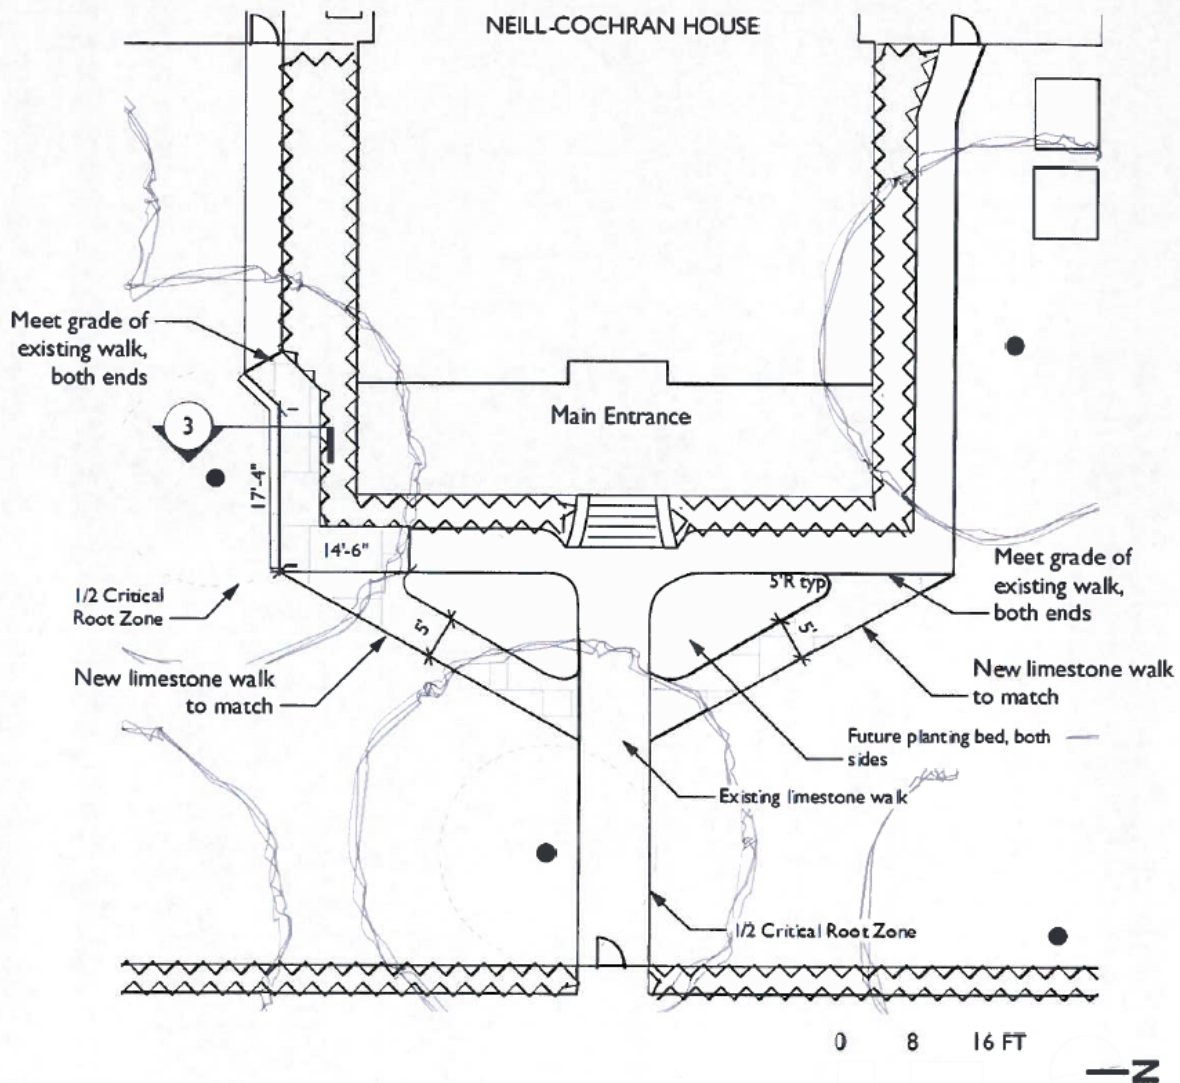 NEILL-COCHRAN HOUSE
Meet grade of
existing walk,
both ends
3
17'-4"
Main Entrance
14'-6"
1/2 Critical
Root Zone
5'
New limestone walk
to match
5'R typ
5'
Meet grade of
existing walk,
both ends
New limestone walk
to match
Future planting bed, both
sides
Existing limestone walk
1/2 Critical Root Zone
0 8 16 FT
N